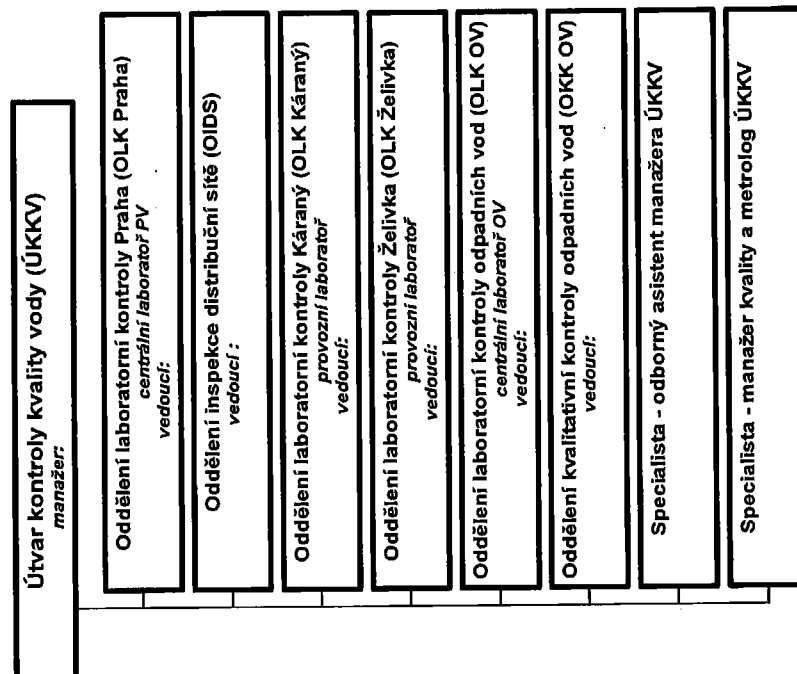 Útvar kontroly kvality vody (ÚKKV)
manažer:
Oddělení laboratorní kontroly Praha (OLK Praha)
centrální laboratoř PV
vedoucí:
Oddělení inspekce distribuční sítě (OIDS)
vedoucí :
Oddělení laboratorní kontroly Káraný (OLK Káraný)
provozní laboratoř
vedoucí:
Oddělení laboratorní kontroly Želivka (OLK Želivka)
provozní laboratoř
vedoucí:
Oddělení laboratorní kontroly odpadních vod (OLK OV)
centrální laboratoř OV
vedoucí:
Oddělení kvalitativní kontroly odpadních vod (OKK OV)
vedoucí:
Specialista - odborný asistent manažera ÚKKV
Specialista - manažer kvality a metrolog ÚKKV